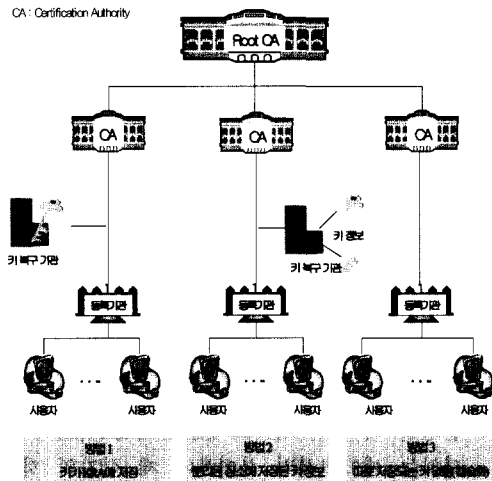 CA : Certification Authority
Root CA
CA
CA
CA
키 복구 기관
키 정보
키 복구 기관
등록기관
등록기관
등록기관
사용자
...
사용자
사용자
...
사용자
사용자
...
사용자
방법 1
방법 2
방법 3